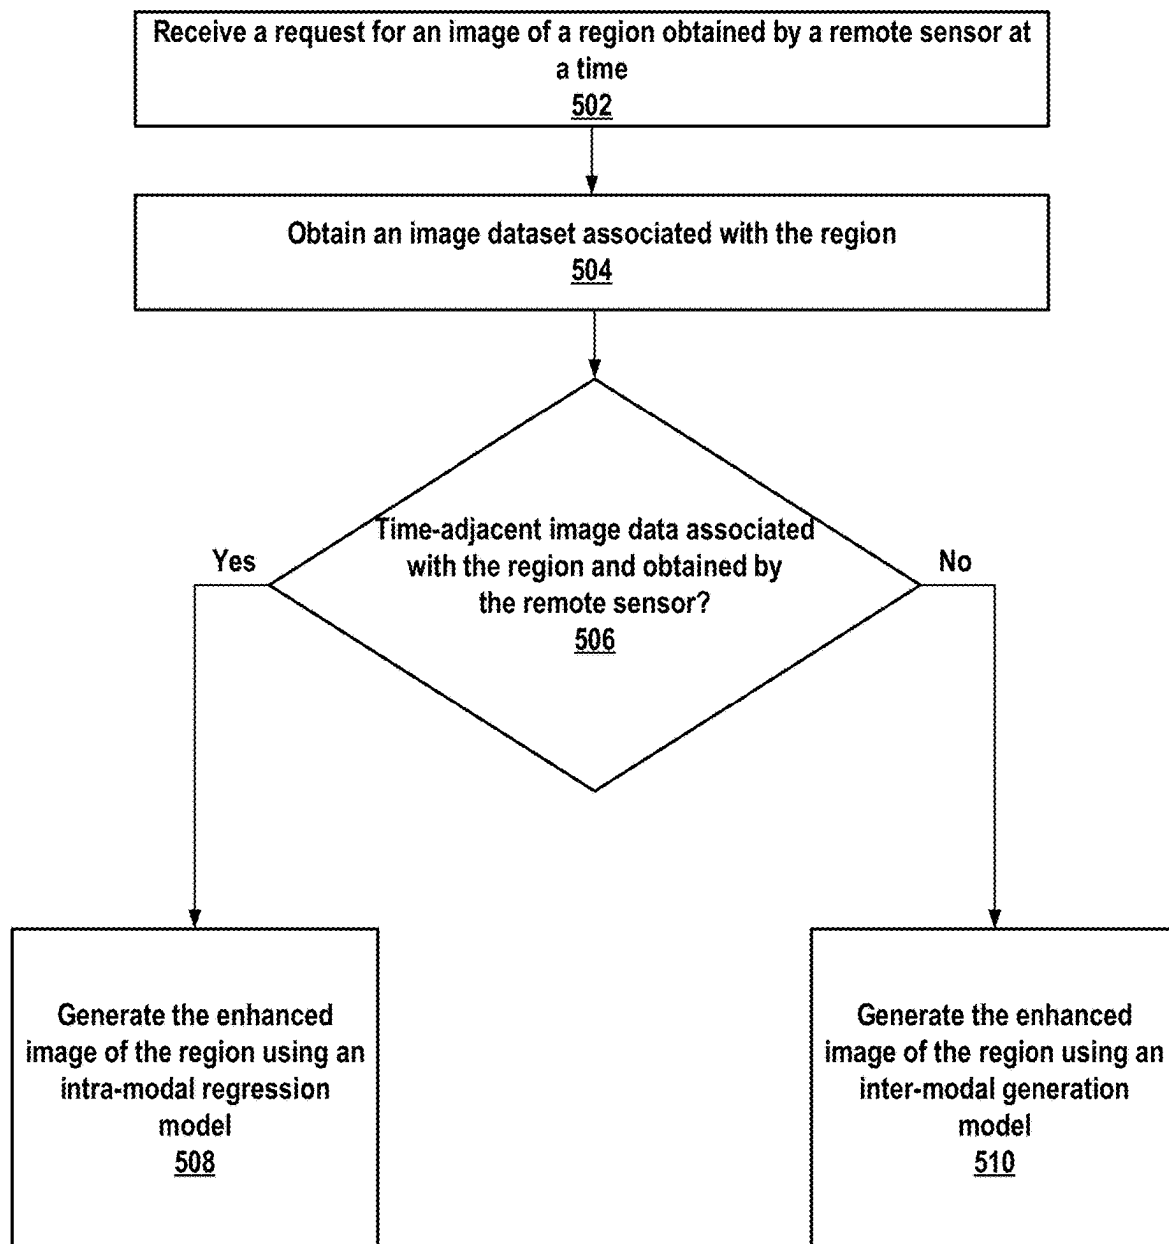 Receive a request for an image of a region obtained by a remote sensor at
a time
502
Obtain an image dataset associated with the region
504
Time-adjacent image data associated
with the region and obtained by
the remote sensor?
506
Yes
No
Generate the enhanced
image of the region using an
intra-modal regression
model
508
Generate the enhanced
image of the region using an
inter-modal generation
model
510